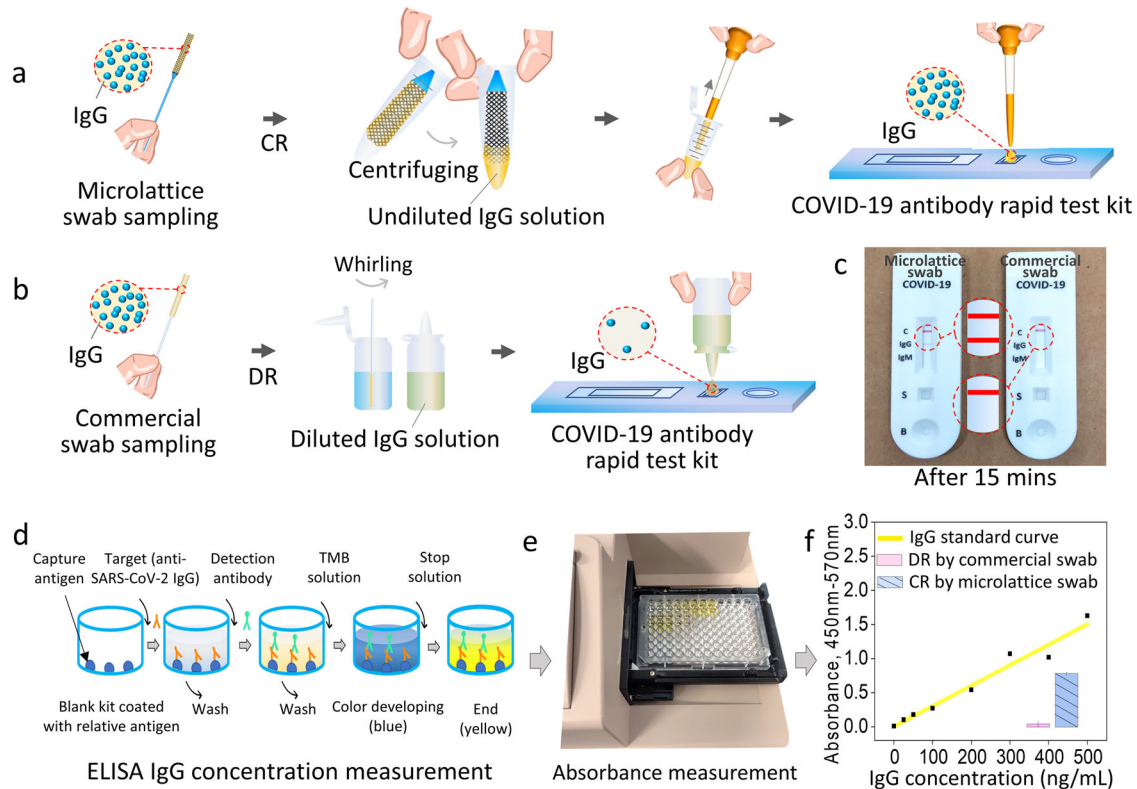 a
IgG
Microlattice
swab sampling
CR
Centrifuging
Undiluted IgG solution
IgG
COVID-19 antibody rapid test kit
b
IgG
Commercial
swab sampling
DR
Whirling
Diluted IgG solution
IgG
COVID-19 antibody
rapid test kit
c
Microlattice
swab
COVID-19
C
IgG
IgM
S
B
Commercial
swab
COVID-19
C
IgG
IgM
S
B
After 15 mins
d
Capture
antigen
Target (anti-
SARS-CoV-2 IgG)
Detection
antibody
TMB
solution
Stop
solution
Blank kit coated
with relative antigen
Wash
Wash
Color developing
(blue)
End
(yellow)
ELISA IgG concentration measurement
e
Absorbance measurement
f
Absorbance, 450nm-570nm
3.0
2.5
2.0
1.5
1.0
0.5
0.0
IgG standard curve
DR by commercial swab
CR by microlattice swab
0 100 200 300 400 500
IgG concentration (ng/mL)